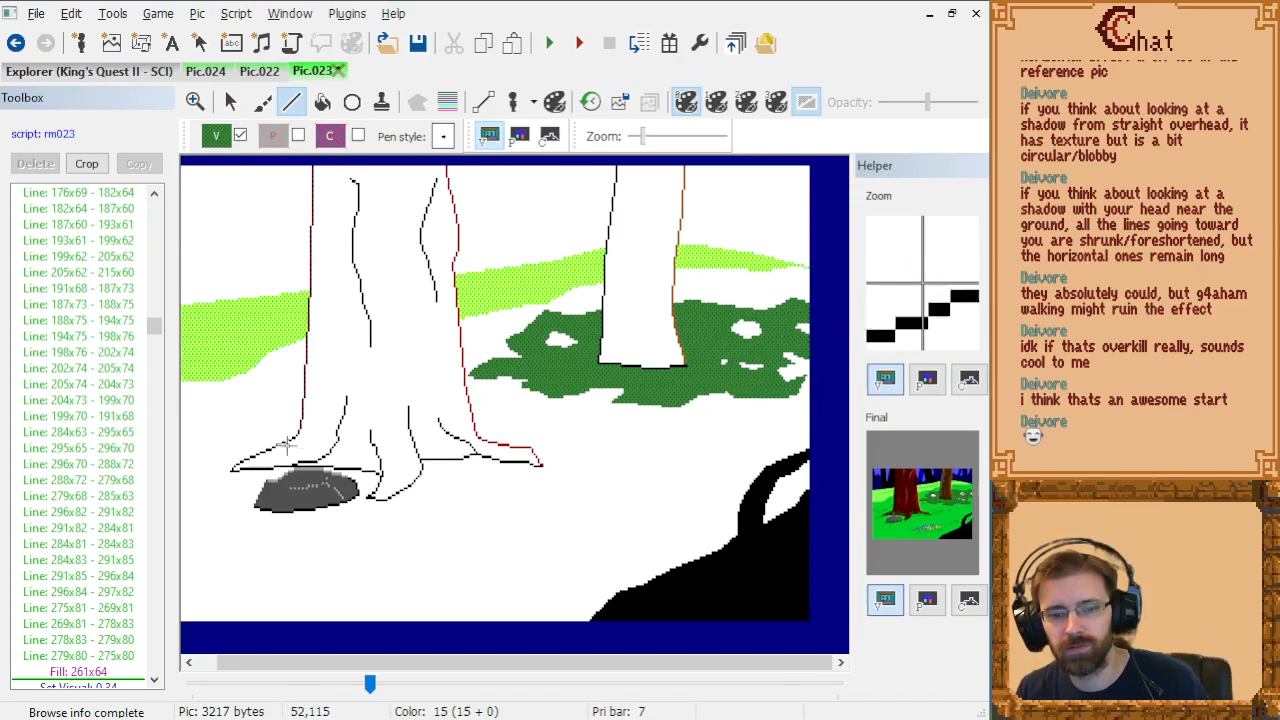 File Edit Tools Game Pic Script Window Plugins Help
Explorer (King's Quest II - SCI) Pic.024 Pic.022 Pic.023
Toolbox
script: rm023
Delete Crop Copy
V P C Pen style: Zoom:
Opacity:
Line: 176x69 - 182x64
Line: 182x64 - 187x60
Line: 187x60 - 193x61
Line: 193x61 - 199x62
Line: 199x62 - 205x62
Line: 205x62 - 215x60
Line: 191x68 - 187x73
Line: 187x73 - 188x75
Line: 188x75 - 194x75
Line: 194x75 - 198x76
Line: 198x76 - 202x74
Line: 202x74 - 205x74
Line: 205x74 - 204x73
Line: 204x73 - 199x70
Line: 199x70 - 191x68
Line: 284x63 - 295x65
Line: 295x65 - 296x70
Line: 296x70 - 288x72
Line: 288x72 - 279x68
Line: 279x68 - 285x63
Line: 296x82 - 291x82
Line: 291x82 - 284x81
Line: 284x81 - 284x83
Line: 284x83 - 291x85
Line: 291x85 - 296x84
Line: 296x84 - 297x82
Line: 275x81 - 269x81
Line: 269x81 - 278x83
Line: 278x83 - 279x80
Line: 279x80 - 275x80
Fill: 261x64
Set Visual: 0,34
Helper
Zoom
Final
Browse info complete Pic: 3217 bytes 52,115 Color: 15 (15 + 0) Pri bar: 7
Chat
reference pic
Deivore
if you think about looking at a
shadow from straight overhead, it
has texture but is a bit
circular/blobby
Deivore
if you think about looking at a
shadow with your head near the
ground, all the lines going toward
you are shrunk/foreshortened, but
the horizontal ones remain long
Deivore
they absolutely could, but g4aham
walking might ruin the effect
Deivore
idk if thats overkill really, sounds
cool to me
Deivore
i think thats an awesome start
Deivore